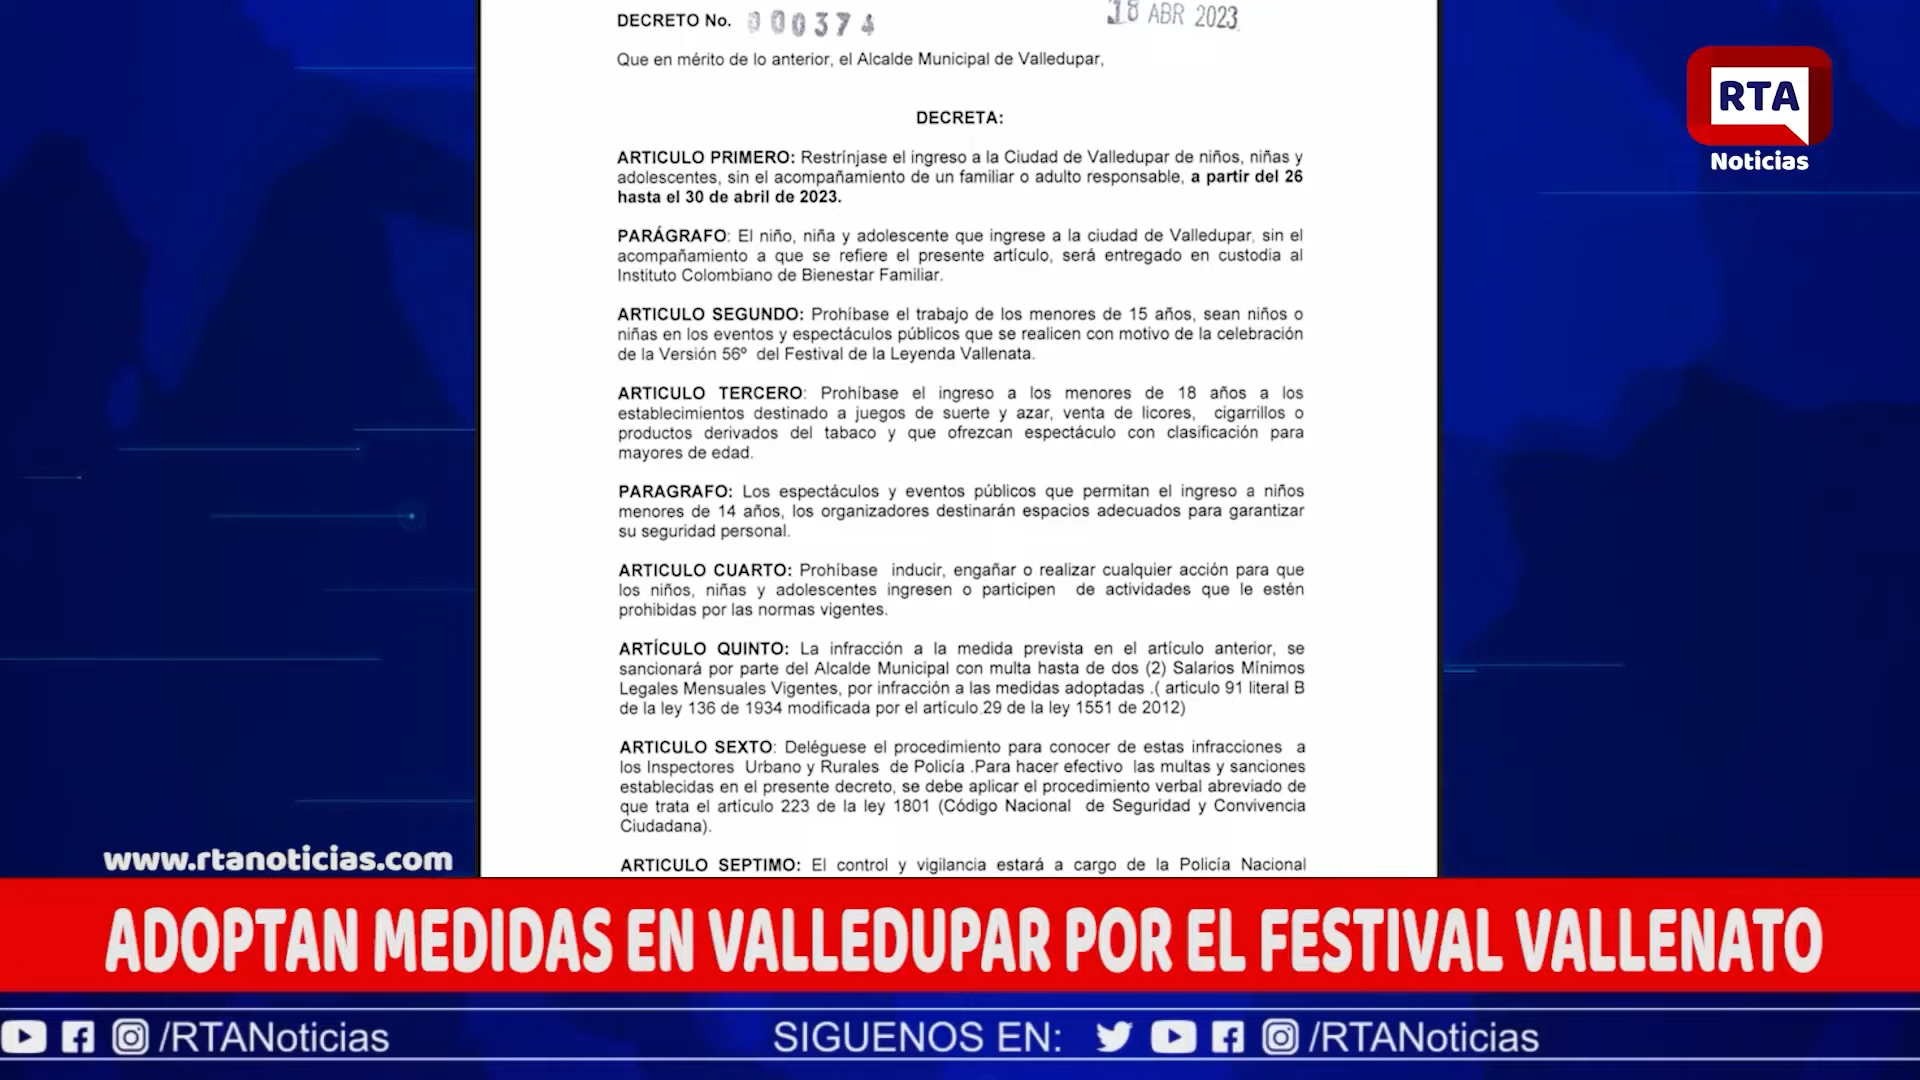 DECRETO No. 000374 18 ABR 2023
Que en mérito de lo anterior, el Alcalde Municipal de Valledupar,
DECRETA:
ARTICULO PRIMERO: Restrínjase el ingreso a la Ciudad de Valledupar de niños, niñas y
adolescentes, sin el acompañamiento de un familiar o adulto responsable, a partir del 26
hasta el 30 de abril de 2023.
PARÁGRAFO: El niño, niña y adolescente que ingrese a la ciudad de Valledupar, sin el
acompañamiento a que se refiere el presente artículo, será entregado en custodia al
Instituto Colombiano de Bienestar Familiar.
ARTICULO SEGUNDO: Prohíbase el trabajo de los menores de 15 años, sean niños o
niñas en los eventos y espectáculos públicos que se realicen con motivo de la celebración
de la Versión 56º del Festival de la Leyenda Vallenata.
ARTICULO TERCERO: Prohíbase el ingreso a los menores de 18 años a los
establecimientos destinado a juegos de suerte y azar, venta de licores, cigarrillos o
productos derivados del tabaco y que ofrezcan espectáculo con clasificación para
mayores de edad.
PARAGRAFO: Los espectáculos y eventos públicos que permitan el ingreso a niños
menores de 14 años, los organizadores destinarán espacios adecuados para garantizar
su seguridad personal.
ARTICULO CUARTO: Prohíbase inducir, engañar o realizar cualquier acción para que
los niños, niñas y adolescentes ingresen o participen de actividades que le estén
prohibidas por las normas vigentes.
ARTÍCULO QUINTO: La infracción a la medida prevista en el artículo anterior, se
sancionará por parte del Alcalde Municipal con multa hasta de dos (2) Salarios Mínimos
Legales Mensuales Vigentes, por infracción a las medidas adoptadas .( articulo 91 literal B
de la ley 136 de 1934 modificada por el artículo 29 de la ley 1551 de 2012)
ARTICULO SEXTO: Deléguese el procedimiento para conocer de estas infracciones a
los Inspectores Urbano y Rurales de Policía .Para hacer efectivo las multas y sanciones
establecidas en el presente decreto, se debe aplicar el procedimiento verbal abreviado de
que trata el artículo 223 de la ley 1801 (Código Nacional de Seguridad y Convivencia
Ciudadana).
ARTICULO SEPTIMO: El control y vigilancia estará a cargo de la Policía Nacional
RTA
Noticias
www.rtanoticias.com
ADOPTAN MEDIDAS EN VALLEDUPAR POR EL FESTIVAL VALLENATO
/RTANoticias SIGUENOS EN: /RTANoticias